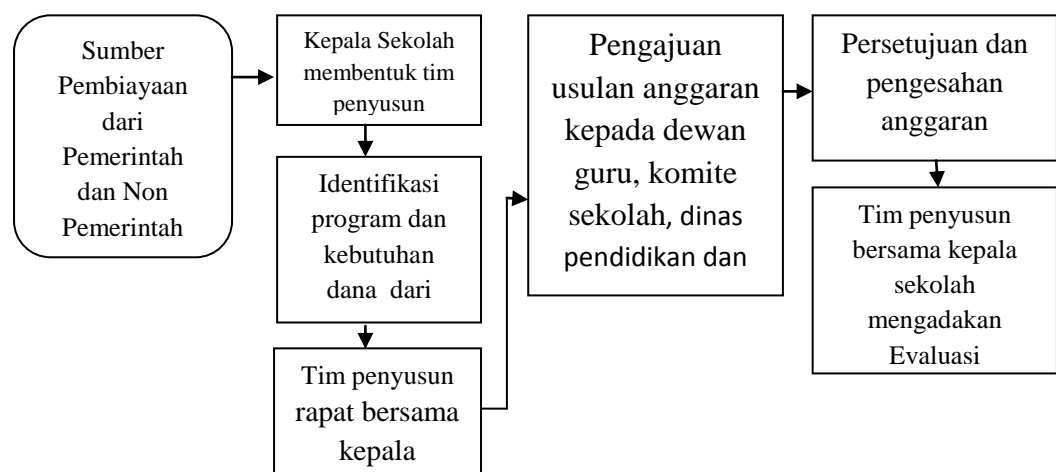 Sumber
Pembiayaan
dari
Pemerintah
dan Non
Pemerintah
Kepala Sekolah
membentuk tim
penyusun
Identifikasi
program dan
kebutuhan
dana dari
Tim penyusun
rapat bersama
kepala
Pengajuan
usulan anggaran
kepada dewan
guru, komite
sekolah, dinas
pendidikan dan
Persetujuan dan
pengesahan
anggaran
Tim penyusun
bersama kepala
sekolah
mengadakan
Evaluasi